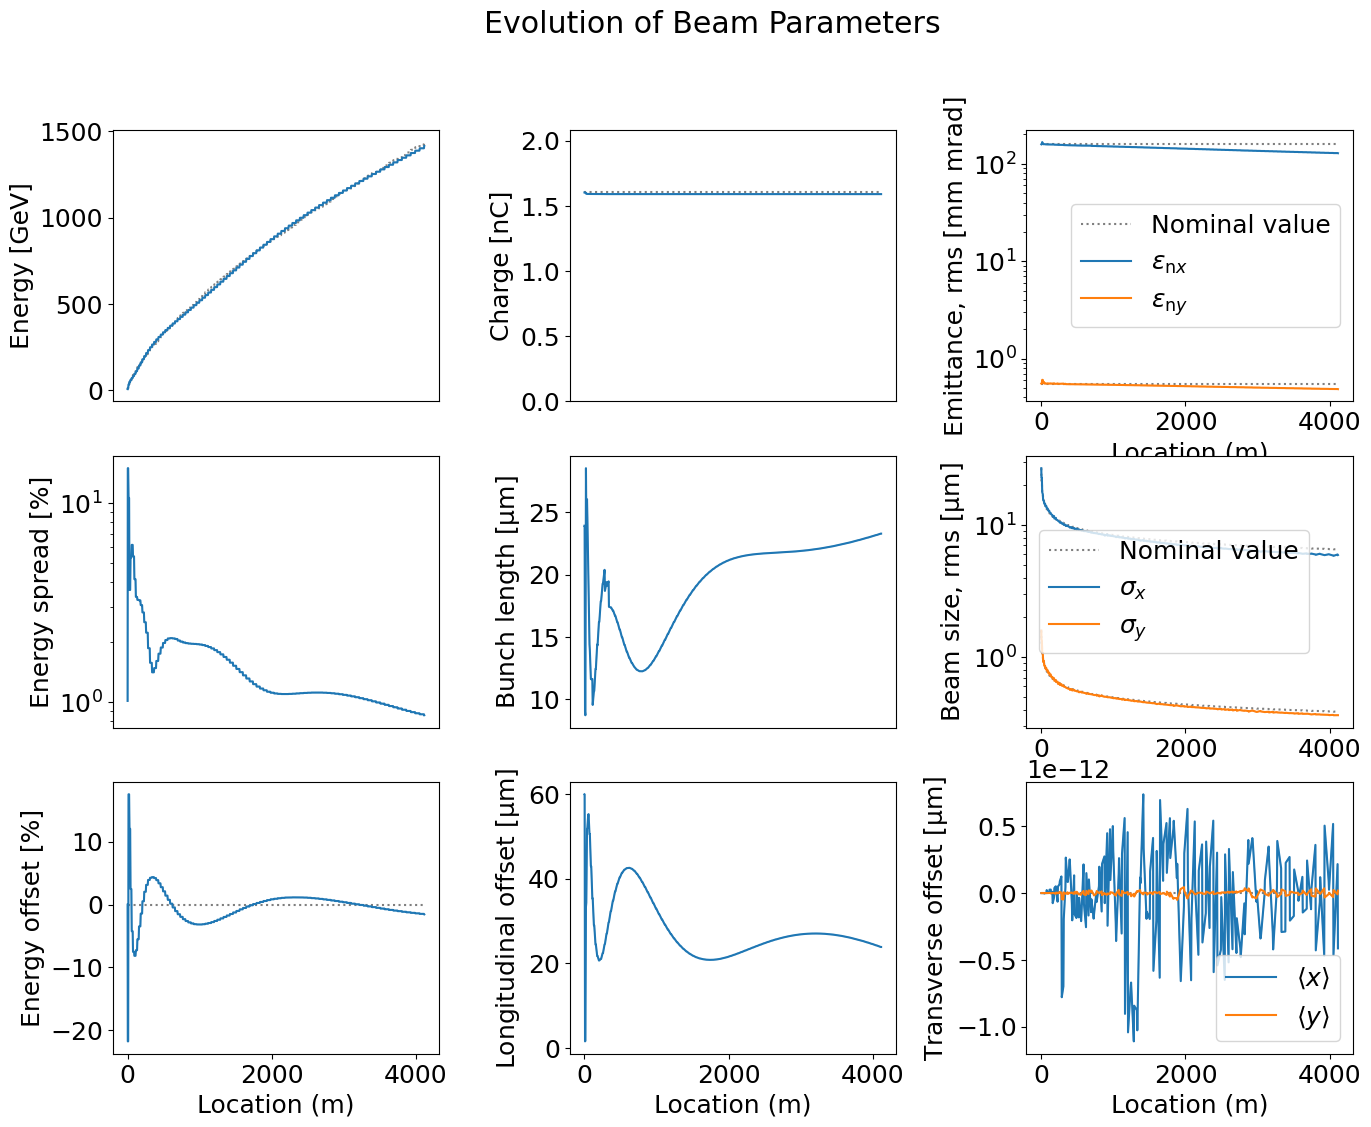 Evolution of Beam Parameters
Energy [GeV]
1500
1000
500
0
Charge [nC]
2.0
1.5
1.0
0.5
0.0
Emittance, rms [mm mrad]
10²
10¹
10⁰
Nominal value
εnx
εny
0 2000 4000
Location (m)
Energy spread [%]
10¹
10⁰
Bunch length [μm]
25
20
15
10
Beam size, rms [μm]
10¹
10⁰
Nominal value
σx
σy
0 2000 4000
Energy offset [%]
10
0
−10
−20
0 2000 4000
Location (m)
Longitudinal offset [μm]
60
40
20
0
0 2000 4000
Location (m)
1e−12
Transverse offset [μm]
0.5
0.0
−0.5
−1.0
⟨x⟩
⟨y⟩
0 2000 4000
Location (m)